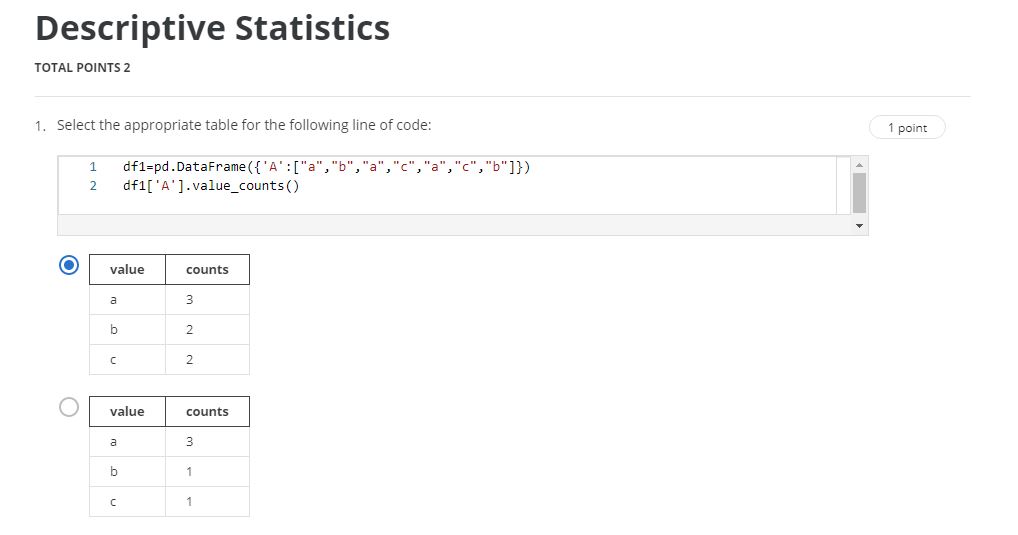 Descriptive Statistics
TOTAL POINTS 2
1. Select the appropriate table for the following line of code:
1 point
1 df1=pd.DataFrame({'A':["a","b","a","c","a","c","b"]})
2 df1['A'].value_counts()
value counts
a 3
b 2
c 2
value counts
a 3
b 1
c 1